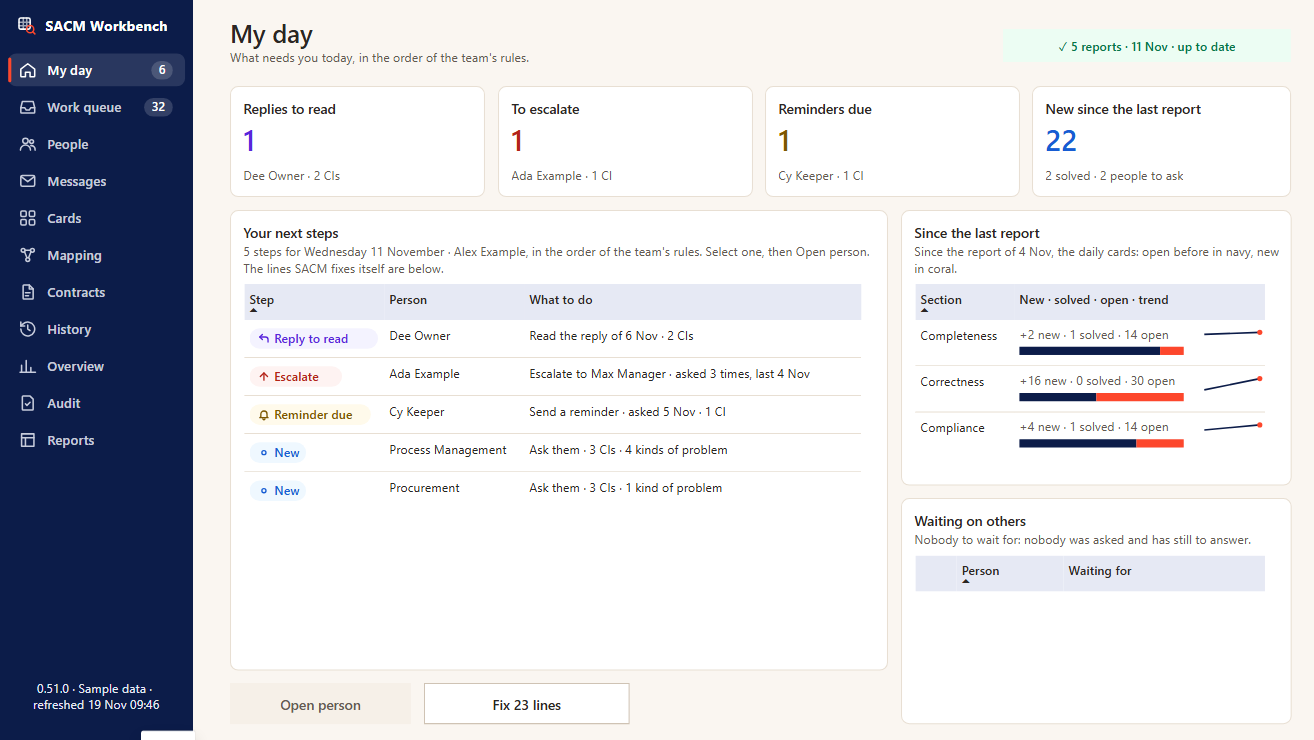 SACM Workbench
My day 6
Work queue 32
People
Messages
Cards
Mapping
Contracts
History
Overview
Audit
Reports
0.51.0 · Sample data ·
refreshed 19 Nov 09:46
My day
What needs you today, in the order of the team's rules.
✓ 5 reports · 11 Nov · up to date
Replies to read
1
Dee Owner · 2 CIs
To escalate
1
Ada Example · 1 CI
Reminders due
1
Cy Keeper · 1 CI
New since the last report
22
2 solved · 2 people to ask
Your next steps
5 steps for Wednesday 11 November · Alex Example, in the order of the team's rules. Select one, then Open person.
The lines SACM fixes itself are below.
Step Person What to do
Reply to read Dee Owner Read the reply of 6 Nov · 2 CIs
Escalate Ada Example Escalate to Max Manager · asked 3 times, last 4 Nov
Reminder due Cy Keeper Send a reminder · asked 5 Nov · 1 CI
New Process Management Ask them · 3 CIs · 4 kinds of problem
New Procurement Ask them · 3 CIs · 1 kind of problem
Open person
Fix 23 lines
Since the last report
Since the report of 4 Nov, the daily cards: open before in navy, new
in coral.
Section New · solved · open · trend
Completeness +2 new · 1 solved · 14 open
Correctness +16 new · 0 solved · 30 open
Compliance +4 new · 1 solved · 14 open
Waiting on others
Nobody to wait for: nobody was asked and has still to answer.
Person Waiting for